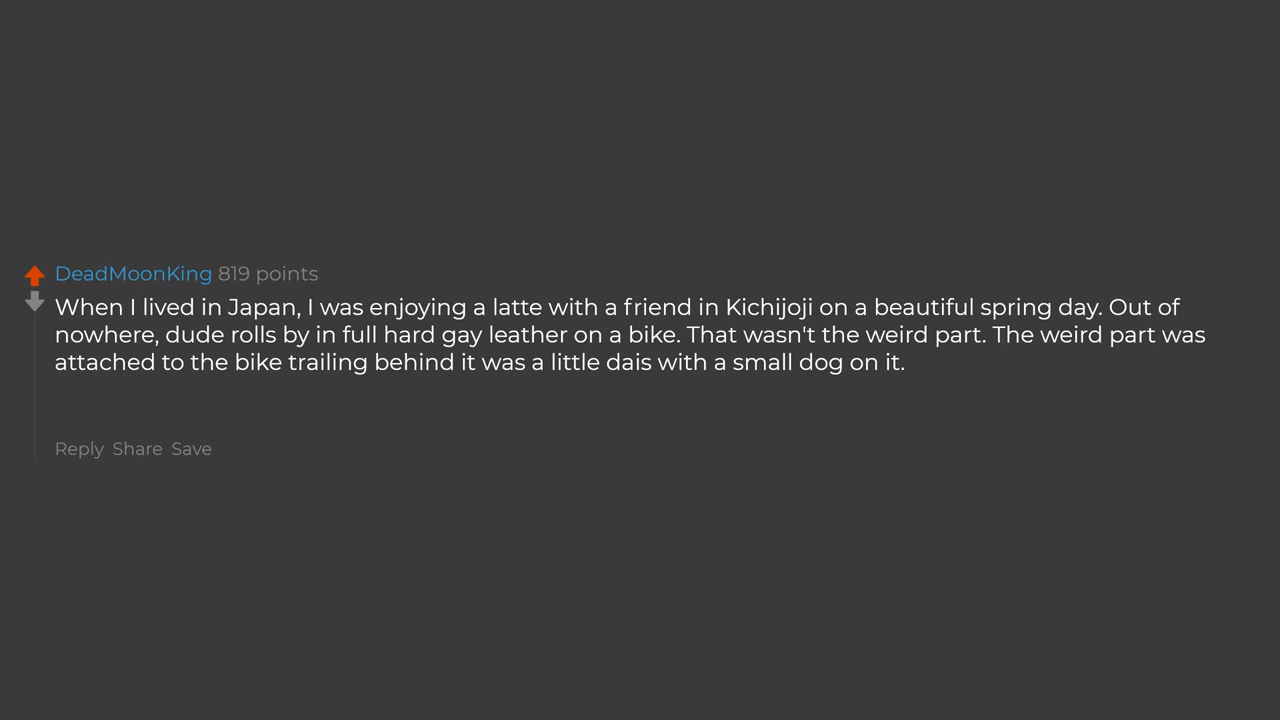 DeadMoonKing 819 points
When I lived in Japan, I was enjoying a latte with a friend in Kichijoji on a beautiful spring day. Out of
nowhere, dude rolls by in full hard gay leather on a bike. That wasn't the weird part. The weird part was
attached to the bike trailing behind it was a little dais with a small dog on it.
Reply Share Save